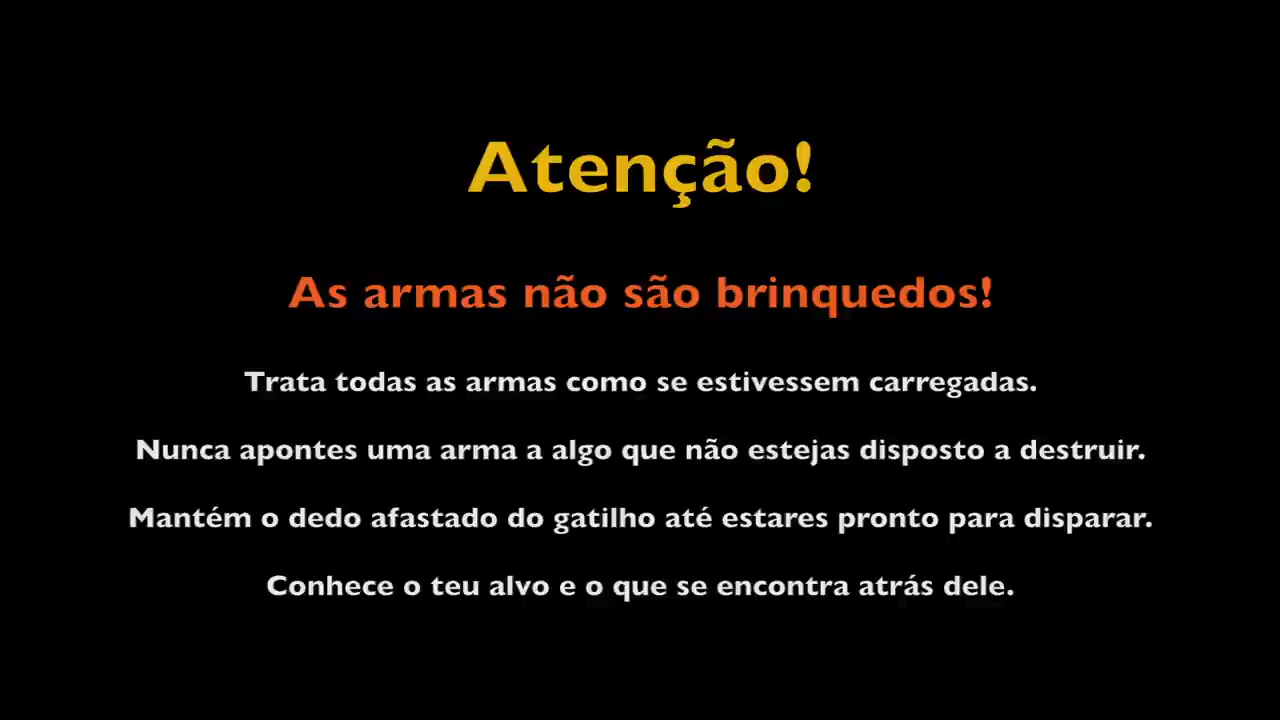 Atenção!
As armas não são brinquedos!
Trata todas as armas como se estivessem carregadas.
Nunca apontes uma arma a algo que não estejas disposto a destruir.
Mantém o dedo afastado do gatilho até estares pronto para disparar.
Conhece o teu alvo e o que se encontra atrás dele.